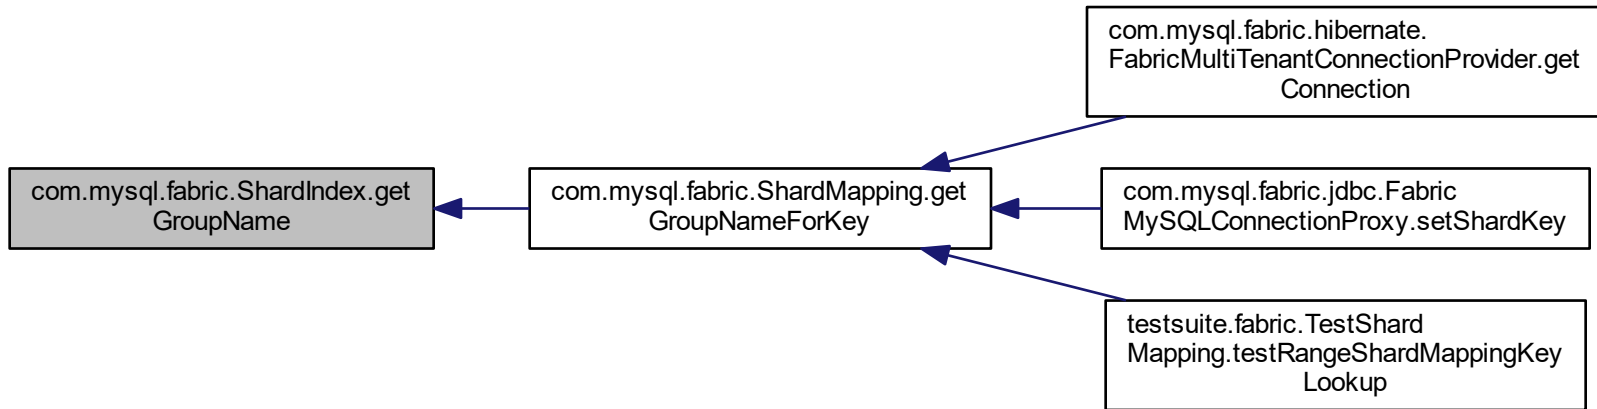 com.mysql.fabric.ShardIndex.get
GroupName
com.mysql.fabric.ShardMapping.get
GroupNameForKey
com.mysql.fabric.hibernate.
FabricMultiTenantConnectionProvider.get
Connection
com.mysql.fabric.jdbc.Fabric
MySQLConnectionProxy.setShardKey
testsuite.fabric.TestShard
Mapping.testRangeShardMappingKey
Lookup